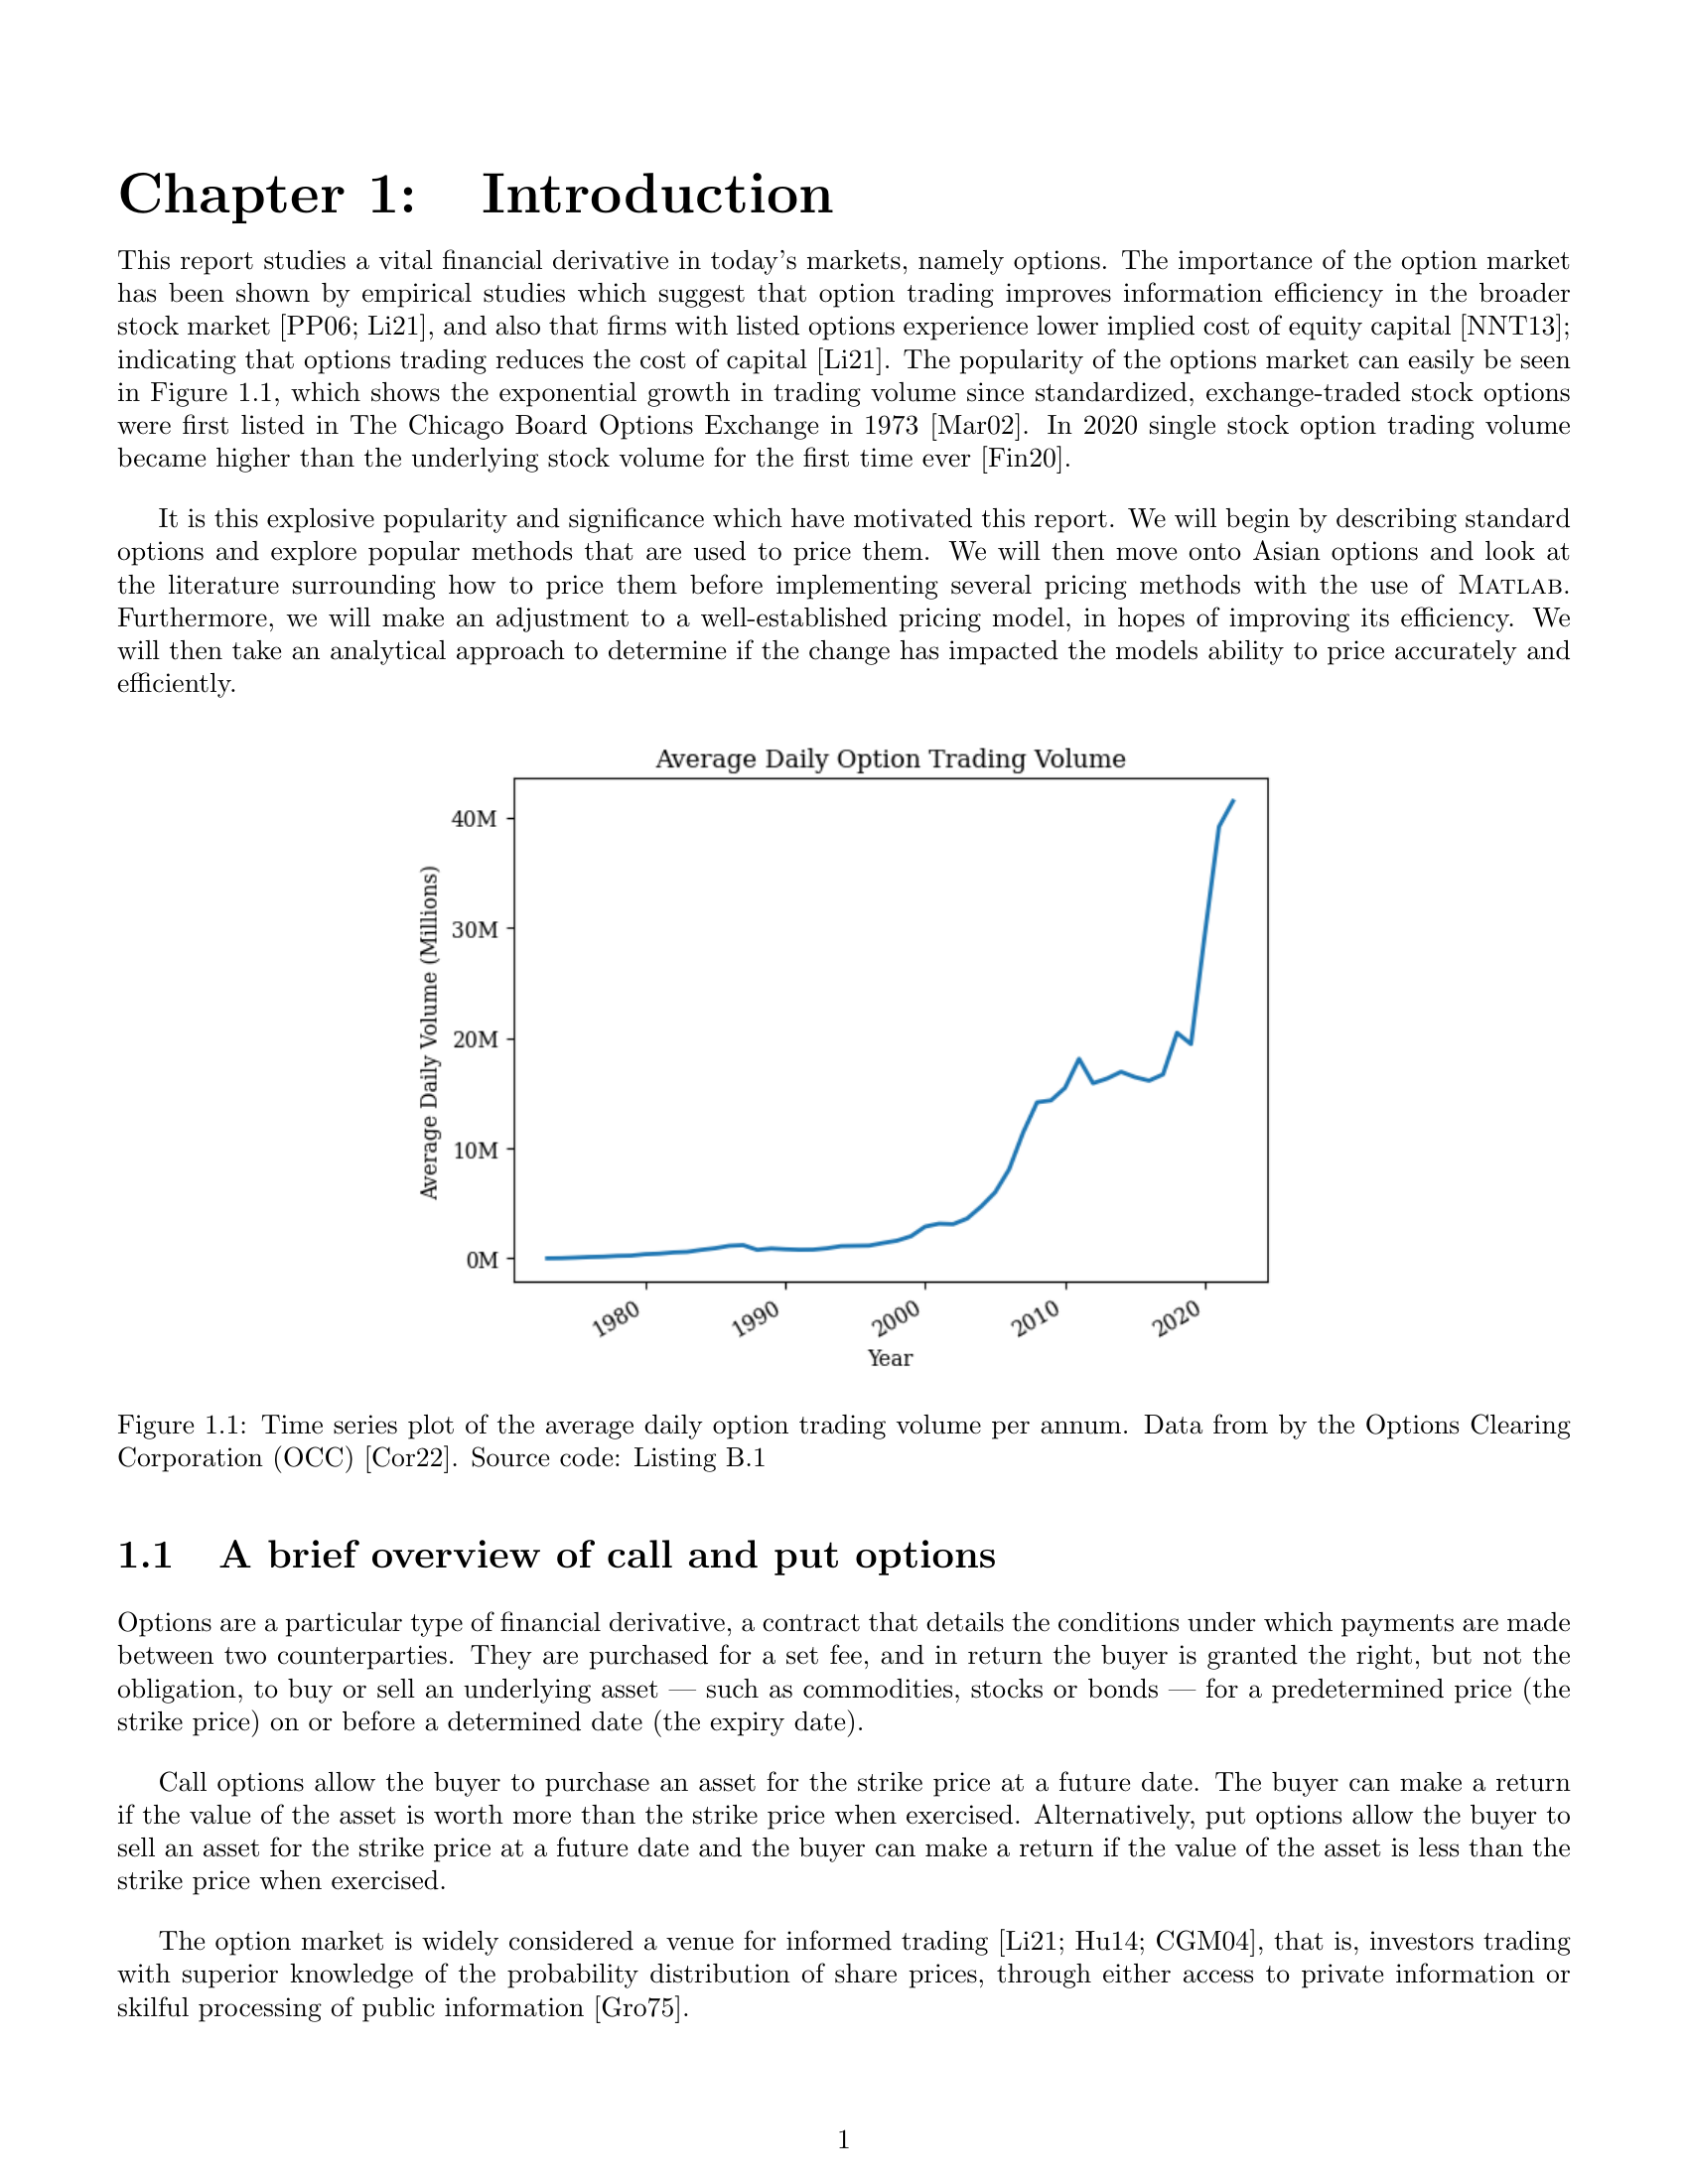 Chapter 1: Introduction
This report studies a vital financial derivative in today's markets, namely options. The importance of the option market
has been shown by empirical studies which suggest that option trading improves information efficiency in the broader
stock market [PP06; Li21], and also that firms with listed options experience lower implied cost of equity capital [NNT13];
indicating that options trading reduces the cost of capital [Li21]. The popularity of the options market can easily be seen
in Figure 1.1, which shows the exponential growth in trading volume since standardized, exchange-traded stock options
were first listed in The Chicago Board Options Exchange in 1973 [Mar02]. In 2020 single stock option trading volume
became higher than the underlying stock volume for the first time ever [Fin20].
It is this explosive popularity and significance which have motivated this report. We will begin by describing standard
options and explore popular methods that are used to price them. We will then move onto Asian options and look at
the literature surrounding how to price them before implementing several pricing methods with the use of MATLAB.
Furthermore, we will make an adjustment to a well-established pricing model, in hopes of improving its efficiency. We
will then take an analytical approach to determine if the change has impacted the models ability to price accurately and
efficiently.
Average Daily Option Trading Volume
Average Daily Volume (Millions)
40M
30M
20M
10M
0M
1980
1990
2000
2010
2020
Year
Figure 1.1: Time series plot of the average daily option trading volume per annum. Data from by the Options Clearing
Corporation (OCC) [Cor22]. Source code: Listing B.1
1.1 A brief overview of call and put options
Options are a particular type of financial derivative, a contract that details the conditions under which payments are made
between two counterparties. They are purchased for a set fee, and in return the buyer is granted the right, but not the
obligation, to buy or sell an underlying asset — such as commodities, stocks or bonds — for a predetermined price (the
strike price) on or before a determined date (the expiry date).
Call options allow the buyer to purchase an asset for the strike price at a future date. The buyer can make a return
if the value of the asset is worth more than the strike price when exercised. Alternatively, put options allow the buyer to
sell an asset for the strike price at a future date and the buyer can make a return if the value of the asset is less than the
strike price when exercised.
The option market is widely considered a venue for informed trading [Li21; Hu14; CGM04], that is, investors trading
with superior knowledge of the probability distribution of share prices, through either access to private information or
skilful processing of public information [Gro75].
1